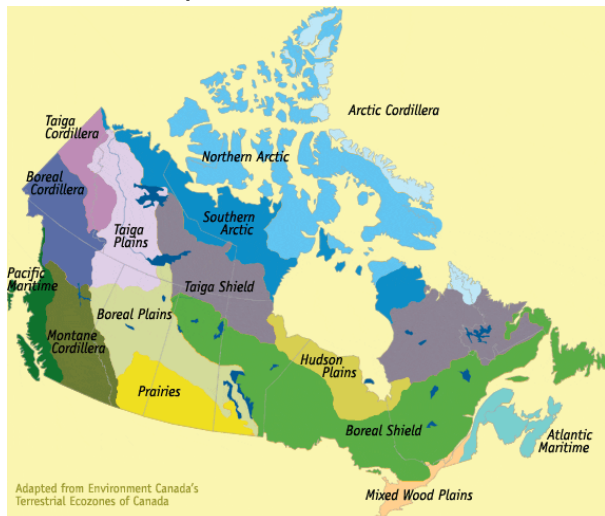 Arctic Cordillera
Taiga
Cordillera
Northern Arctic
Boreal
Cordillera
Southern
Arctic
Taiga
Plains
Pacific
Maritime
Taiga Shield
Boreal Plains
Montane
Cordillera
Hudson
Plains
Prairies
Boreal Shield
Atlantic
Maritime
Mixed Wood Plains
Adapted from Environment Canada's
Terrestrial Ecozones of Canada